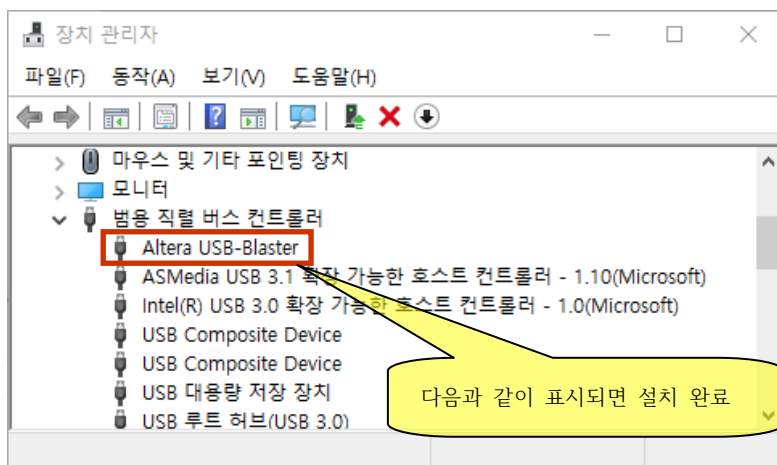 장치 관리자
파일(F) 동작(A) 보기(V) 도움말(H)
마우스 및 기타 포인팅 장치
모니터
범용 직렬 버스 컨트롤러
Altera USB-Blaster
ASMedia USB 3.1 확장 가능한 호스트 컨트롤러 - 1.10(Microsoft)
Intel(R) USB 3.0 확장 가능한 호스트 컨트롤러 - 1.0(Microsoft)
USB Composite Device
USB Composite Device
USB 대용량 저장 장치
USB 루트 허브(USB 3.0)
다음과 같이 표시되면 설치 완료